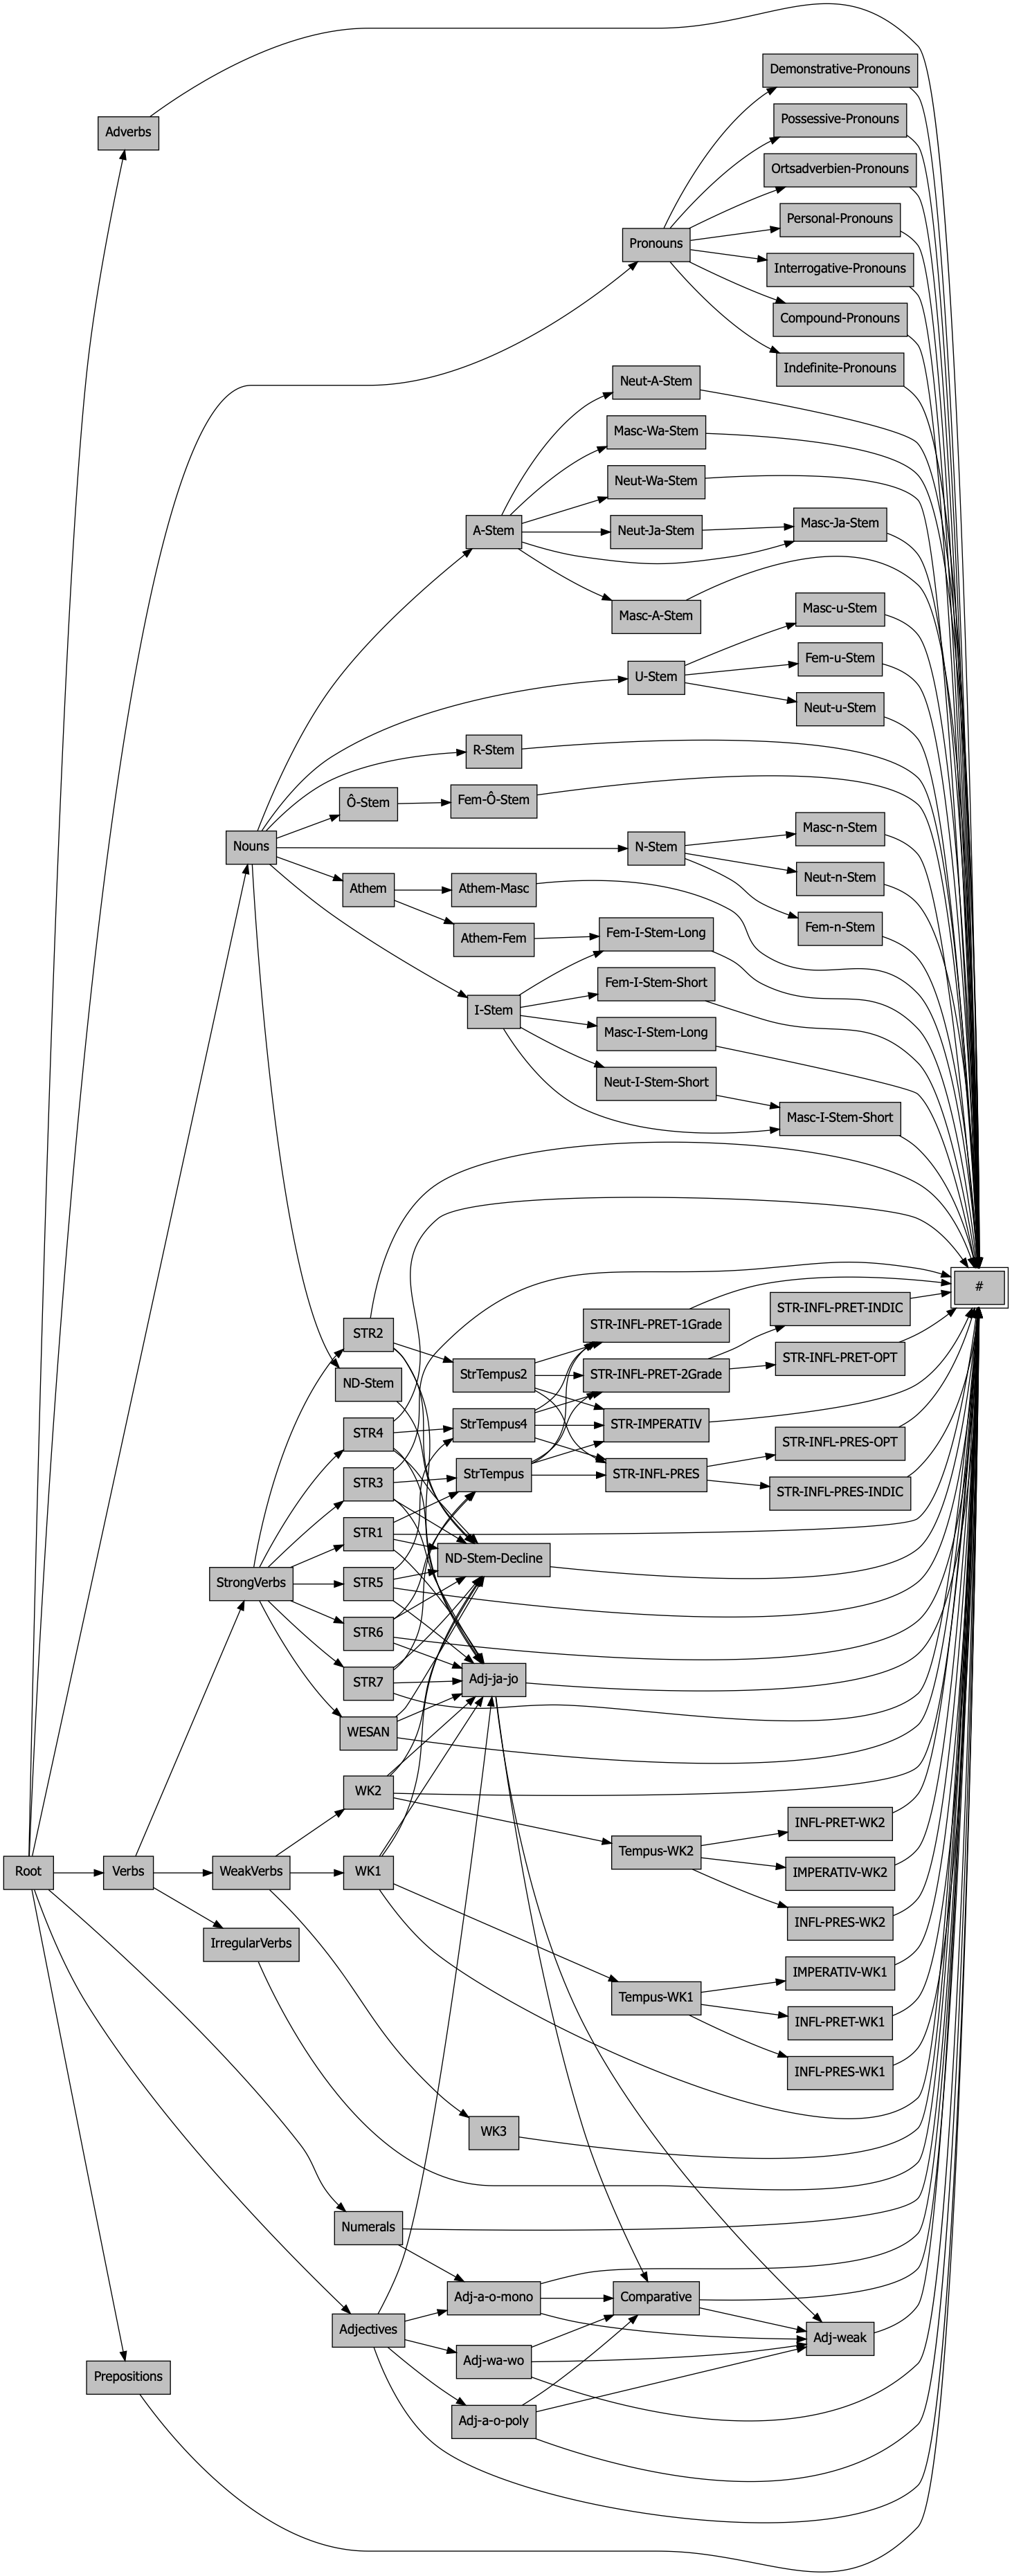 Demonstrative-Pronouns
Possessive-Pronouns
Adverbs
Ortsadverbien-Pronouns
Personal-Pronouns
Pronouns
Interrogative-Pronouns
Compound-Pronouns
Indefinite-Pronouns
Neut-A-Stem
Masc-Wa-Stem
Neut-Wa-Stem
A-Stem
Neut-Ja-Stem
Masc-Ja-Stem
Masc-A-Stem
Masc-u-Stem
Fem-u-Stem
U-Stem
Neut-u-Stem
R-Stem
Ô-Stem
Fem-Ô-Stem
Masc-n-Stem
Nouns
N-Stem
Neut-n-Stem
Athem
Athem-Masc
Fem-n-Stem
Athem-Fem
Fem-I-Stem-Long
Fem-I-Stem-Short
I-Stem
Masc-I-Stem-Long
Neut-I-Stem-Short
Masc-I-Stem-Short
#
STR-INFL-PRET-INDIC
STR-INFL-PRET-1Grade
STR2
STR-INFL-PRET-OPT
StrTempus2
STR-INFL-PRET-2Grade
ND-Stem
StrTempus4
STR-IMPERATIV
STR4
STR-INFL-PRES-OPT
StrTempus
STR-INFL-PRES
STR3
STR-INFL-PRES-INDIC
STR1
ND-Stem-Decline
StrongVerbs
STR5
STR6
Adj-ja-jo
STR7
WESAN
WK2
INFL-PRET-WK2
Tempus-WK2
Root
Verbs
WeakVerbs
WK1
IMPERATIV-WK2
INFL-PRES-WK2
IrregularVerbs
IMPERATIV-WK1
Tempus-WK1
INFL-PRET-WK1
INFL-PRES-WK1
WK3
Numerals
Adj-a-o-mono
Comparative
Adjectives
Adj-weak
Adj-wa-wo
Prepositions
Adj-a-o-poly